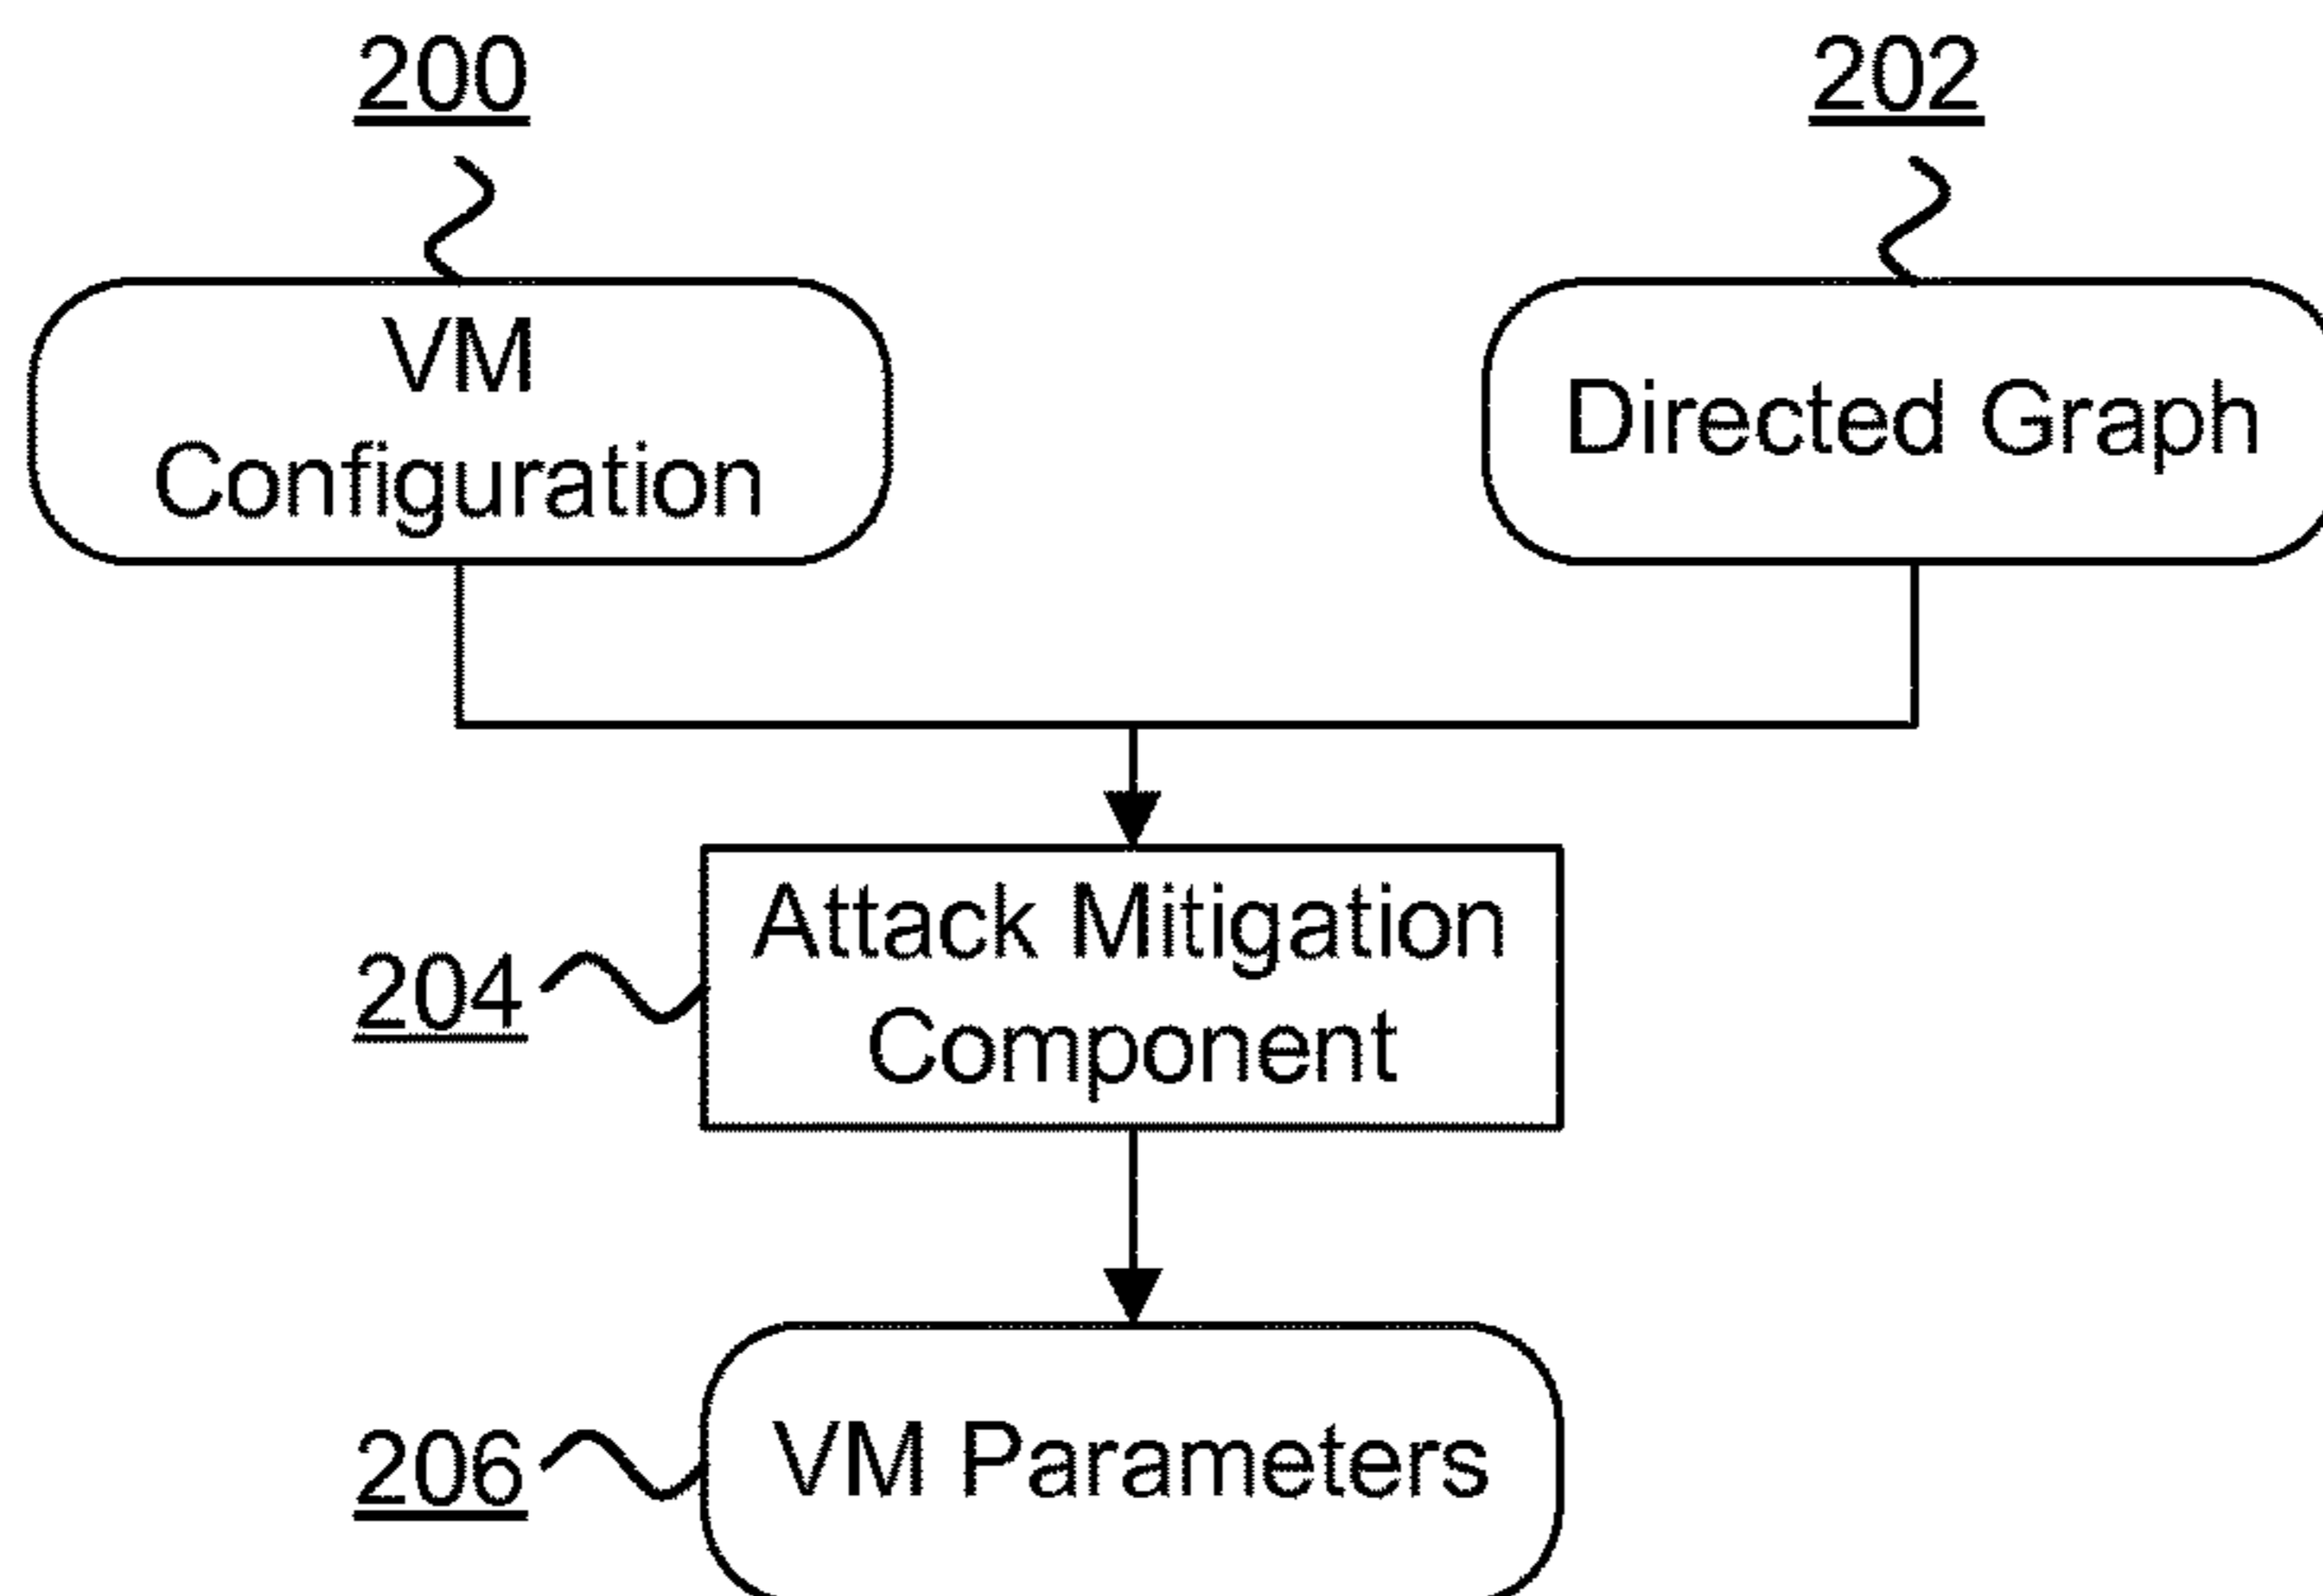 200
202
VM
Configuration
Directed Graph
Attack Mitigation
Component
204
VM Parameters
206